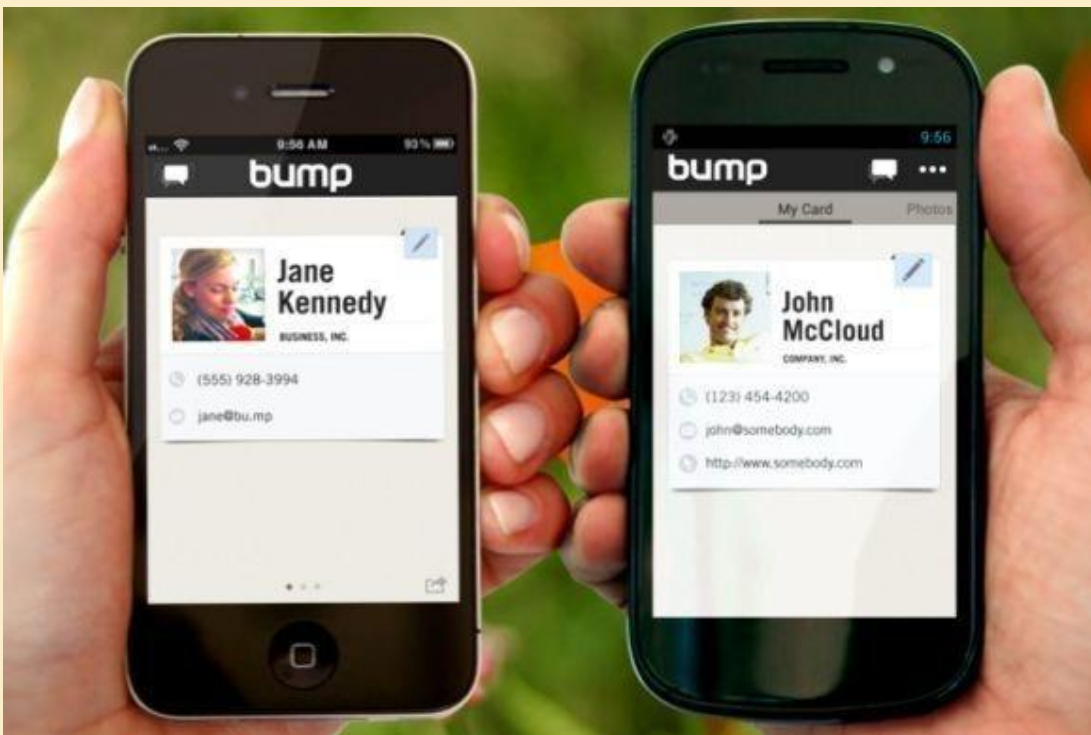 9:56 AM
93%
bump
Jane
Kennedy
BUSINESS, INC.
(555) 928-3994
jane@bu.mp
9:56
bump
My Card
Photos
John
McCloud
COMPANY, INC.
(123) 454-4200
john@somebody.com
http://www.somebody.com